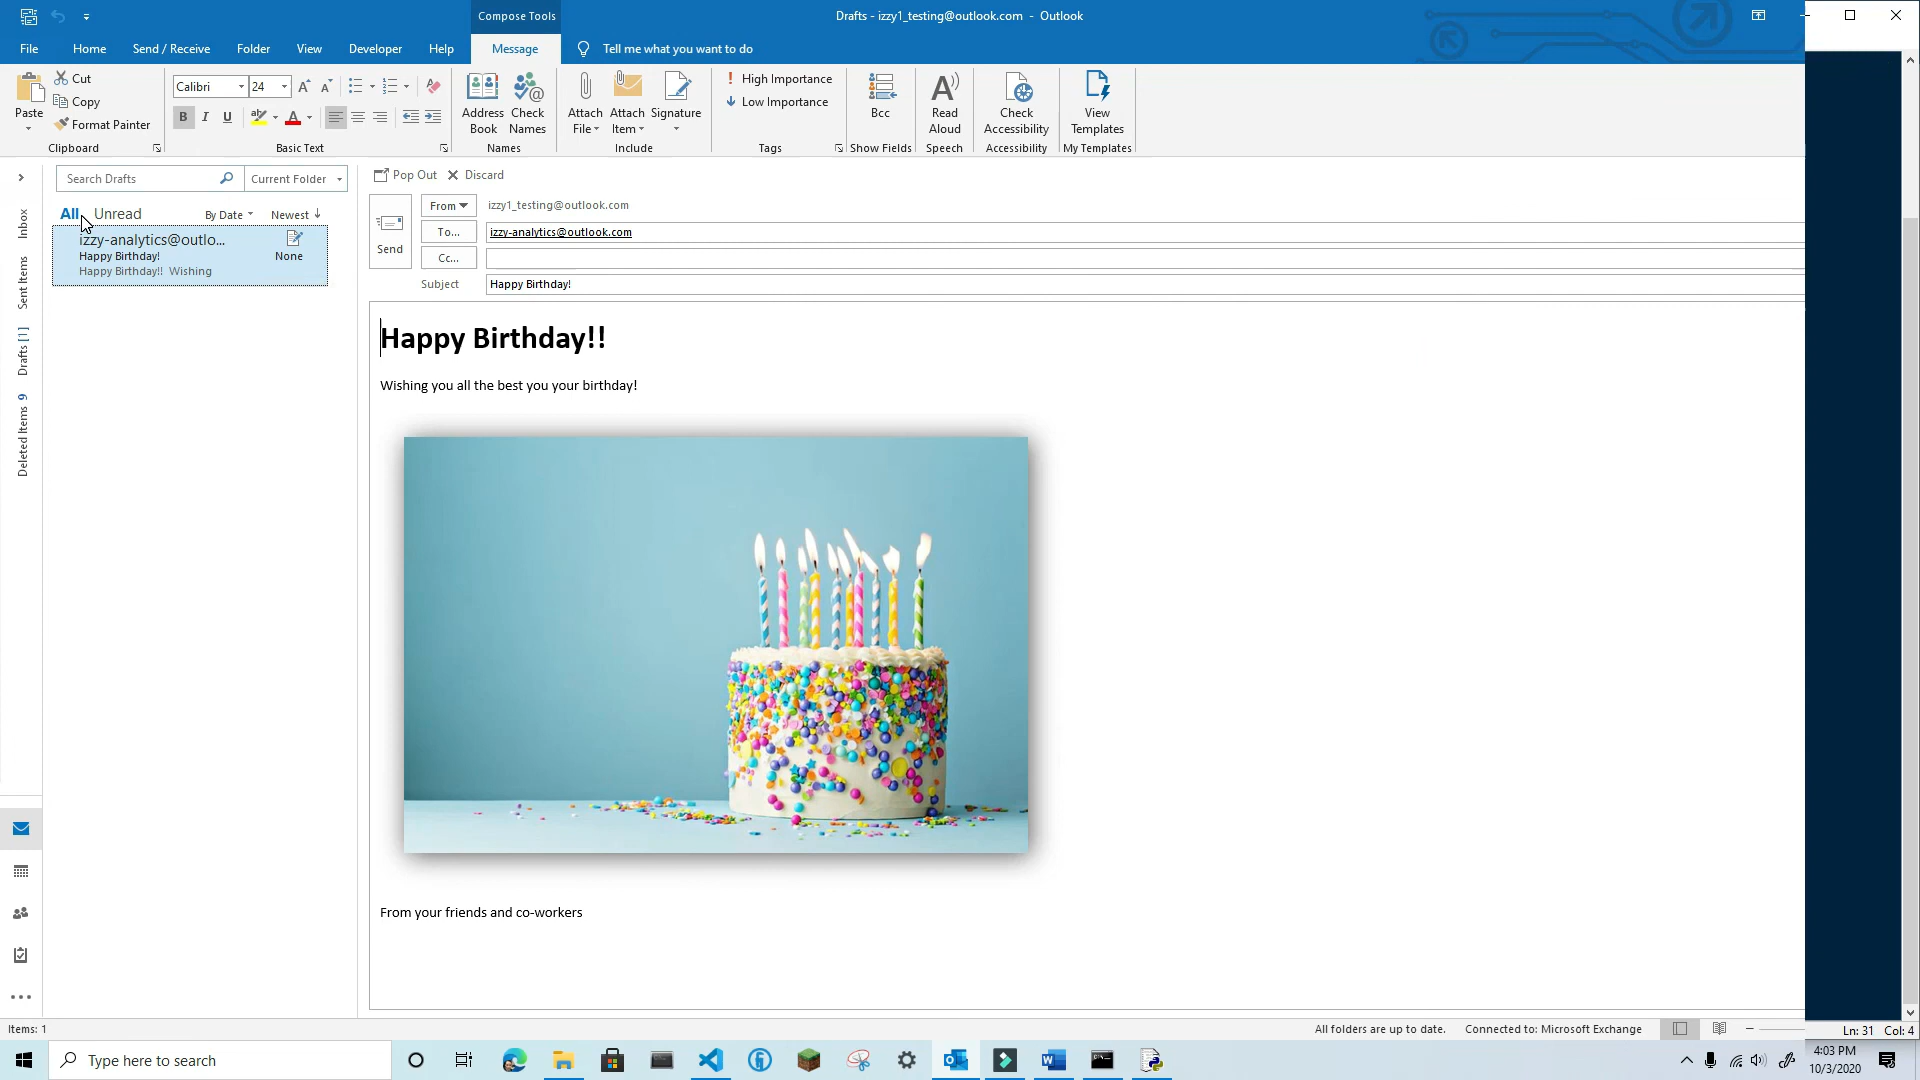 Compose Tools
Drafts - izzy1_testing@outlook.com - Outlook
File Home Send / Receive Folder View Developer Help Message Tell me what you want to do
Paste
Cut
Copy
Format Painter
Clipboard
Calibri 24
B I U
Basic Text
Address Book
Check Names
Names
Attach File
Attach Item
Signature
Include
High Importance
Low Importance
Tags
Bcc
Show Fields
Read Aloud
Speech
Check Accessibility
Accessibility
View Templates
My Templates
Search Drafts
Current Folder
All Unread By Date Newest
izzy-analytics@outlo...
Happy Birthday! None
Happy Birthday!! Wishing
Inbox
Sent Items
Drafts [1]
Deleted Items 9
Pop Out Discard
Send
From izzy1_testing@outlook.com
To... izzy-analytics@outlook.com
Cc...
Subject Happy Birthday!
Happy Birthday!!
Wishing you all the best you your birthday!
From your friends and co-workers
Items: 1
All folders are up to date. Connected to: Microsoft Exchange
Ln: 31 Col: 4
Type here to search
4:03 PM
10/3/2020